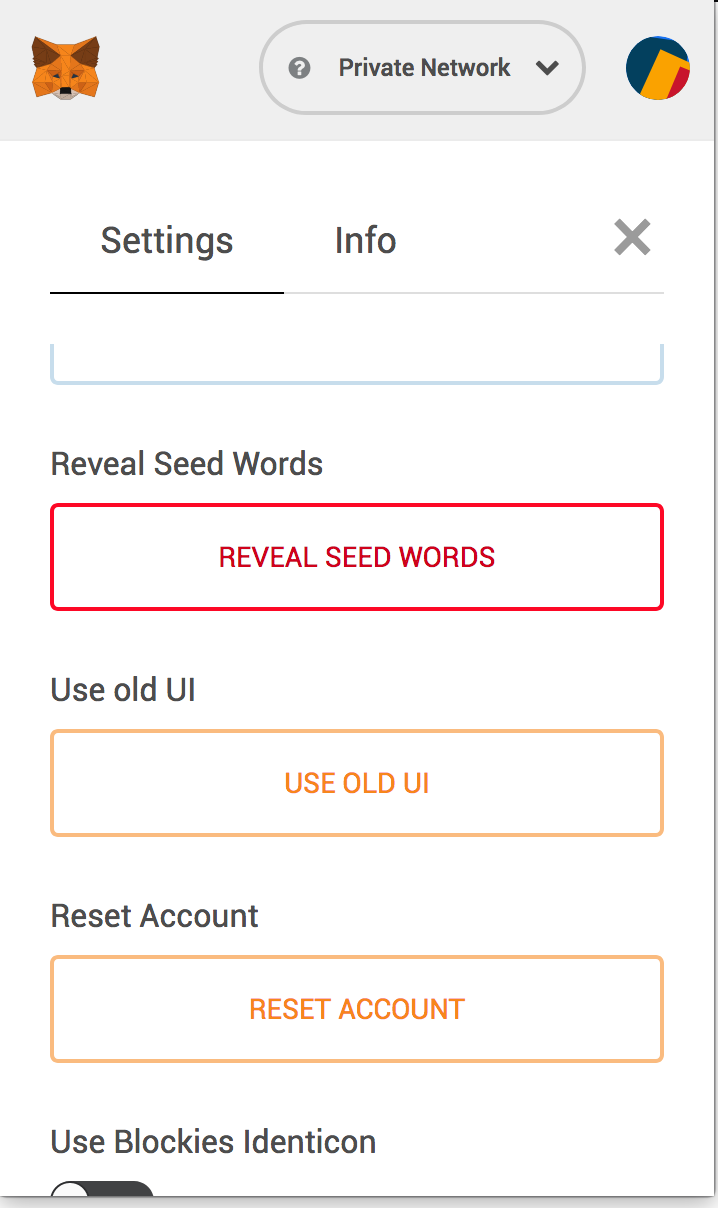 Private Network
Settings
Info
Reveal Seed Words
REVEAL SEED WORDS
Use old UI
USE OLD UI
Reset Account
RESET ACCOUNT
Use Blockies Identicon